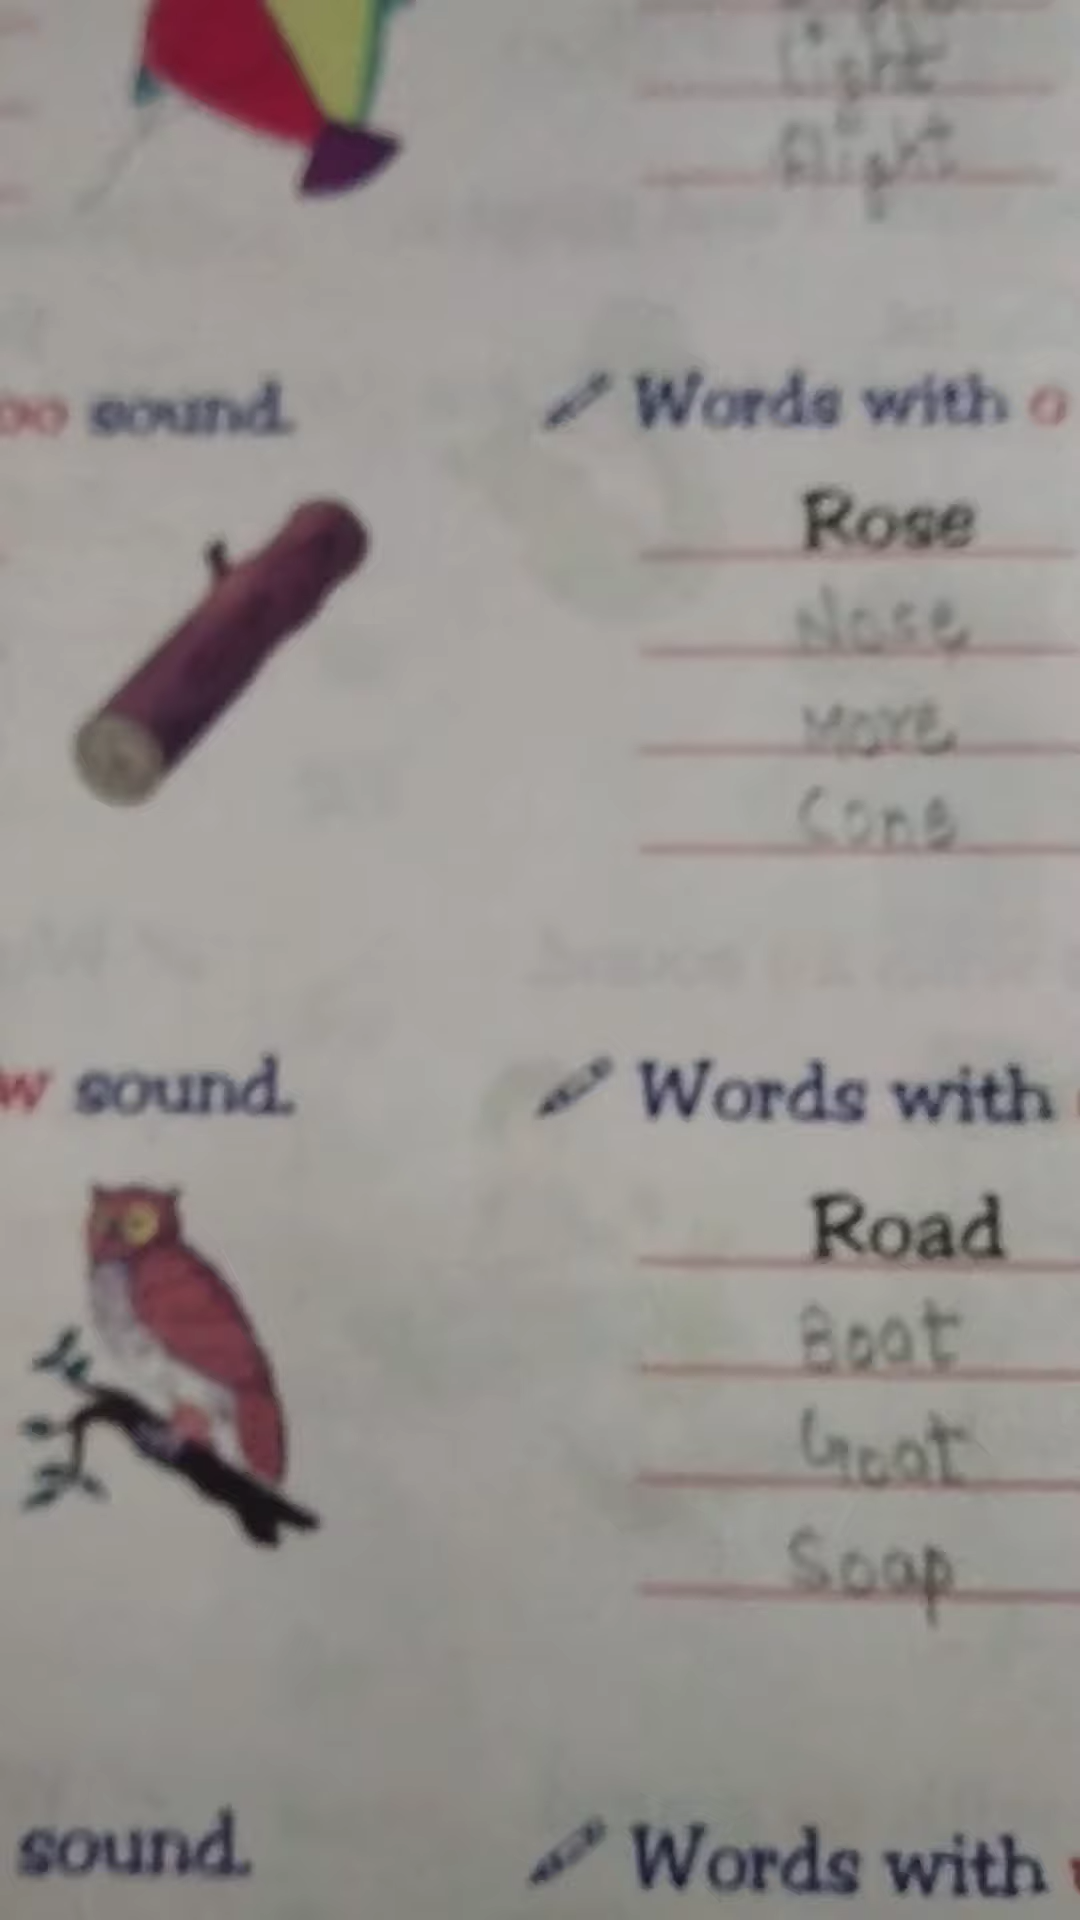 Light
flight
oo sound.
Words with o
Rose
Nose
More
Cone
w sound.
Words with
Road
Boat
Goat
Soap
sound.
Words with